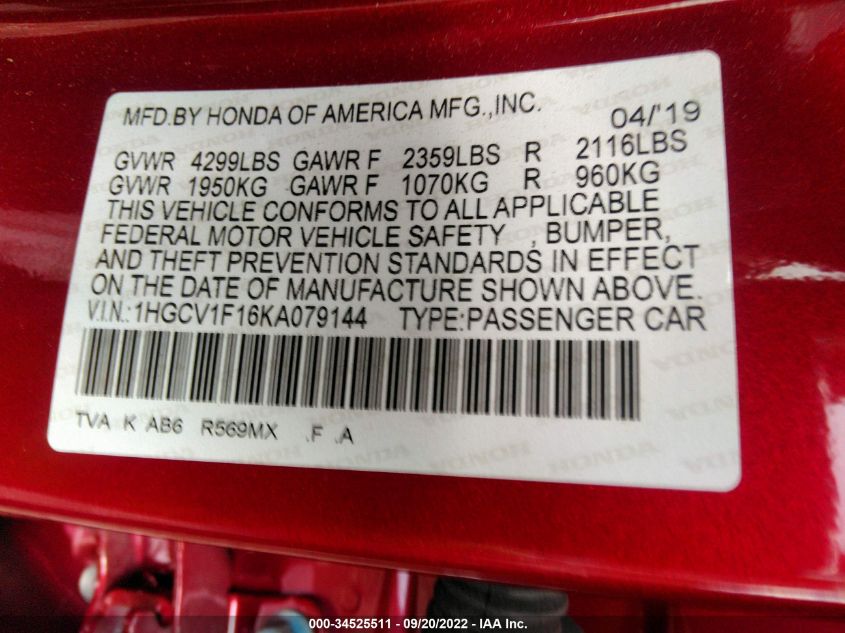 MFD.BY HONDA OF AMERICA MFG.,INC. 04/'19
GVWR 4299LBS GAWR F 2359LBS R 2116LBS
GVWR 1950KG GAWR F 1070KG R 960KG
THIS VEHICLE CONFORMS TO ALL APPLICABLE
FEDERAL MOTOR VEHICLE SAFETY , BUMPER,
AND THEFT PREVENTION STANDARDS IN EFFECT
ON THE DATE OF MANUFACTURE SHOWN ABOVE.
V.I.N.:1HGCV1F16KA079144 TYPE:PASSENGER CAR
TVA K AB6 R569MX .F .A
000-34525511 - 09/20/2022 - IAA Inc.